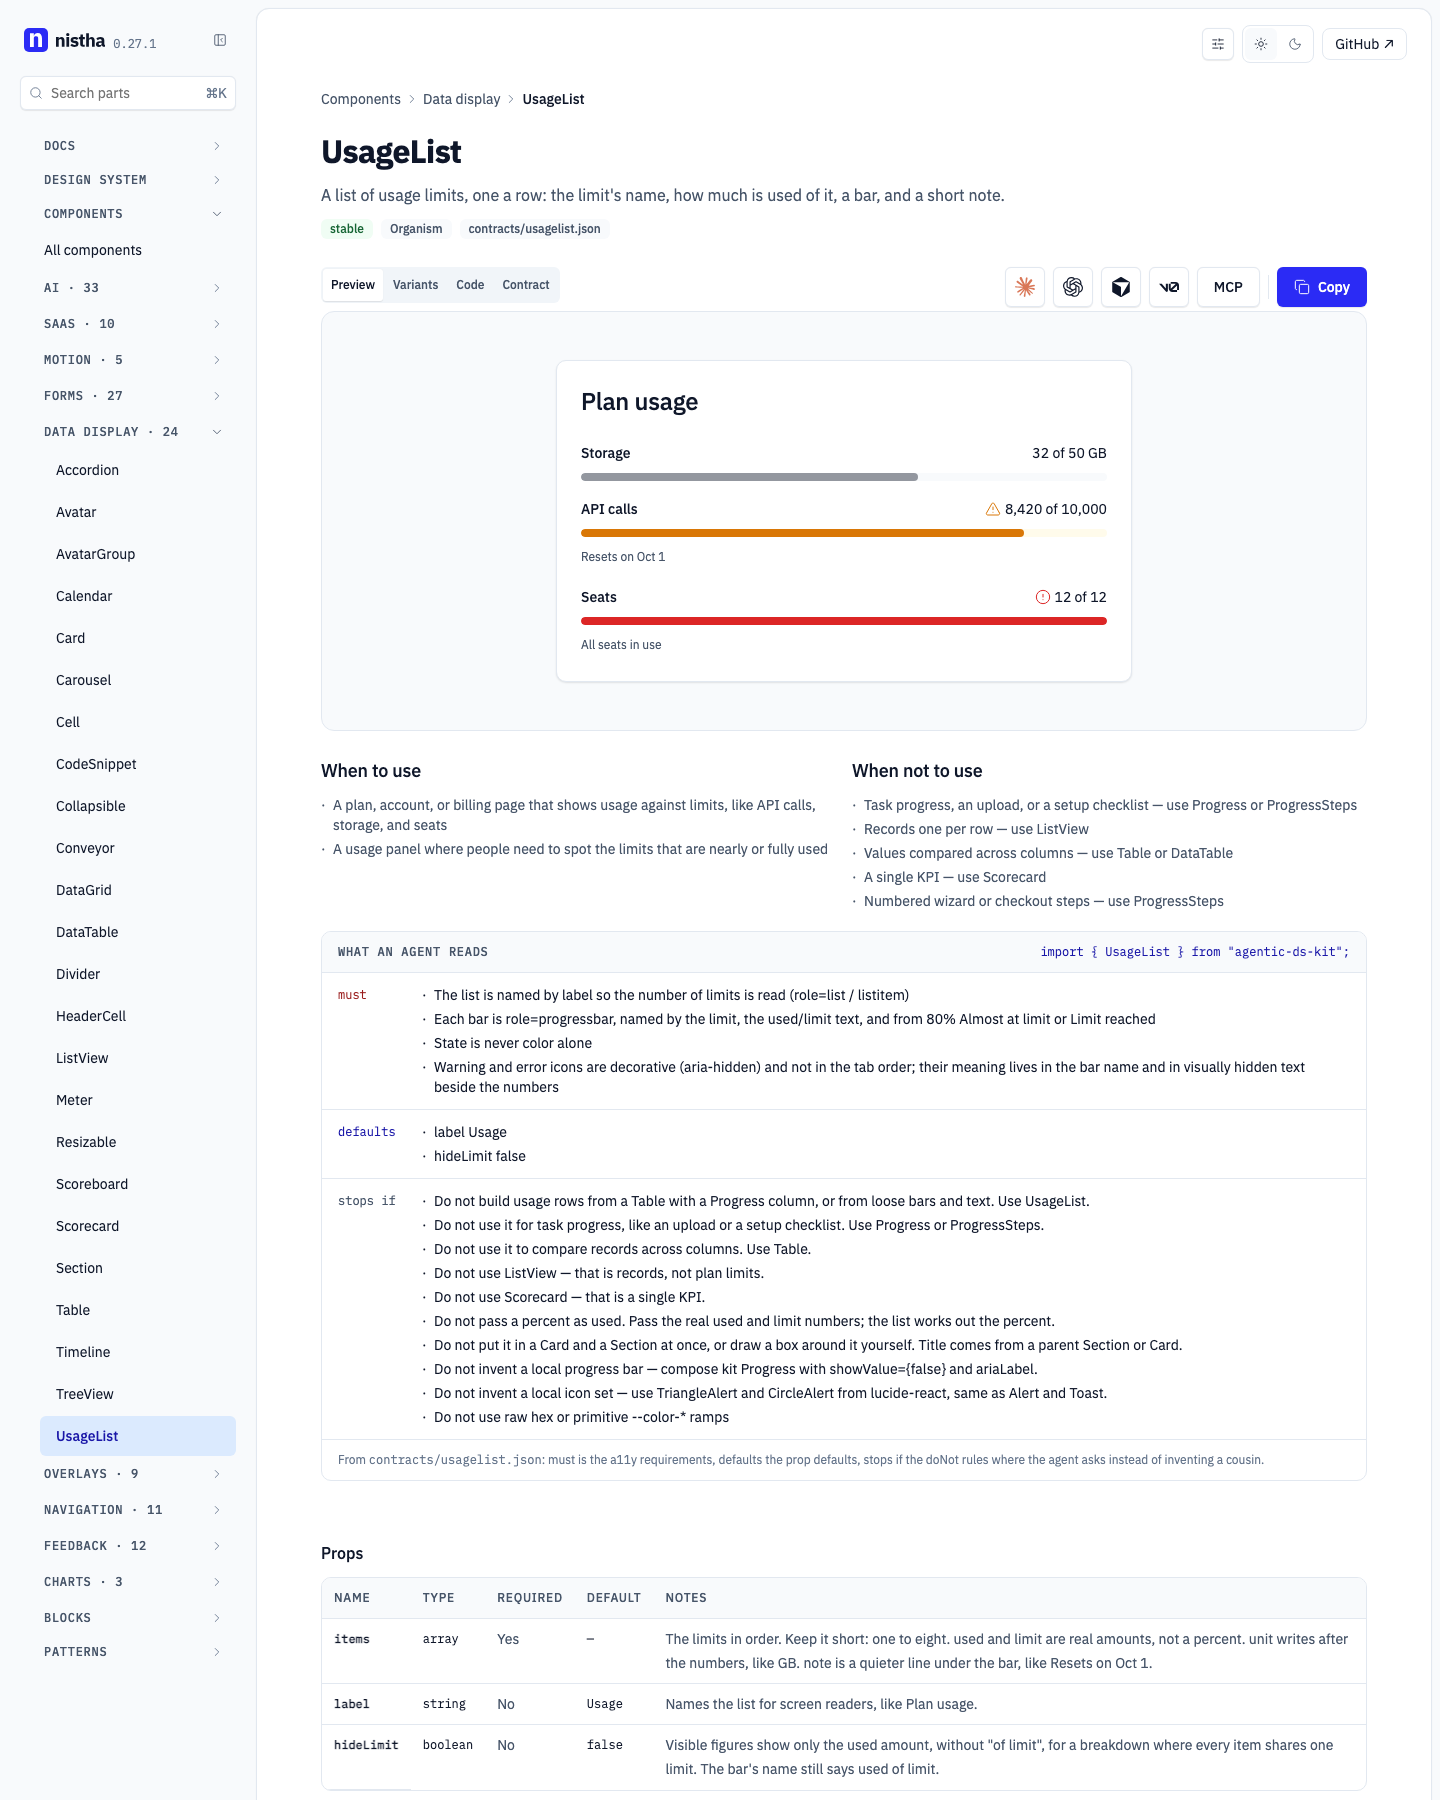 nistha 0.27.1
Search parts ⌘K
DOCS
DESIGN SYSTEM
COMPONENTS
All components
AI · 33
SAAS · 10
MOTION · 5
FORMS · 27
DATA DISPLAY · 24
Accordion
Avatar
AvatarGroup
Calendar
Card
Carousel
Cell
CodeSnippet
Collapsible
Conveyor
DataGrid
DataTable
Divider
HeaderCell
ListView
Meter
Resizable
Scoreboard
Scorecard
Section
Table
Timeline
TreeView
UsageList
OVERLAYS · 9
NAVIGATION · 11
FEEDBACK · 12
CHARTS · 3
BLOCKS
PATTERNS
GitHub ↗
Components > Data display > UsageList
UsageList
A list of usage limits, one a row: the limit's name, how much is used of it, a bar, and a short note.
stable Organism contracts/usagelist.json
Preview Variants Code Contract
v0 MCP Copy
Plan usage
Storage 32 of 50 GB
API calls 8,420 of 10,000
Resets on Oct 1
Seats 12 of 12
All seats in use
When to use
· A plan, account, or billing page that shows usage against limits, like API calls,
storage, and seats
· A usage panel where people need to spot the limits that are nearly or fully used
When not to use
· Task progress, an upload, or a setup checklist — use Progress or ProgressSteps
· Records one per row — use ListView
· Values compared across columns — use Table or DataTable
· A single KPI — use Scorecard
· Numbered wizard or checkout steps — use ProgressSteps
WHAT AN AGENT READS import { UsageList } from "agentic-ds-kit";
must · The list is named by label so the number of limits is read (role=list / listitem)
· Each bar is role=progressbar, named by the limit, the used/limit text, and from 80% Almost at limit or Limit reached
· State is never color alone
· Warning and error icons are decorative (aria-hidden) and not in the tab order; their meaning lives in the bar name and in visually hidden text
beside the numbers
defaults · label Usage
· hideLimit false
stops if · Do not build usage rows from a Table with a Progress column, or from loose bars and text. Use UsageList.
· Do not use it for task progress, like an upload or a setup checklist. Use Progress or ProgressSteps.
· Do not use it to compare records across columns. Use Table.
· Do not use ListView — that is records, not plan limits.
· Do not use Scorecard — that is a single KPI.
· Do not pass a percent as used. Pass the real used and limit numbers; the list works out the percent.
· Do not put it in a Card and a Section at once, or draw a box around it yourself. Title comes from a parent Section or Card.
· Do not invent a local progress bar — compose kit Progress with showValue={false} and ariaLabel.
· Do not invent a local icon set — use TriangleAlert and CircleAlert from lucide-react, same as Alert and Toast.
· Do not use raw hex or primitive --color-* ramps
From contracts/usagelist.json: must is the a11y requirements, defaults the prop defaults, stops if the doNot rules where the agent asks instead of inventing a cousin.
Props
NAME TYPE REQUIRED DEFAULT NOTES
items array Yes — The limits in order. Keep it short: one to eight. used and limit are real amounts, not a percent. unit writes after
the numbers, like GB. note is a quieter line under the bar, like Resets on Oct 1.
label string No Usage Names the list for screen readers, like Plan usage.
hideLimit boolean No false Visible figures show only the used amount, without "of limit", for a breakdown where every item shares one
limit. The bar's name still says used of limit.